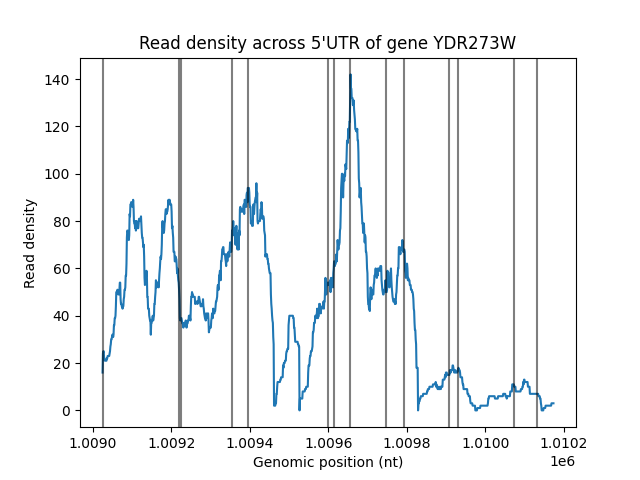 Read density across 5'UTR of gene YDR273W
Read density
140
120
100
80
60
40
20
0
1.0090 1.0092 1.0094 1.0096 1.0098 1.0100 1.0102
1e6
Genomic position (nt)